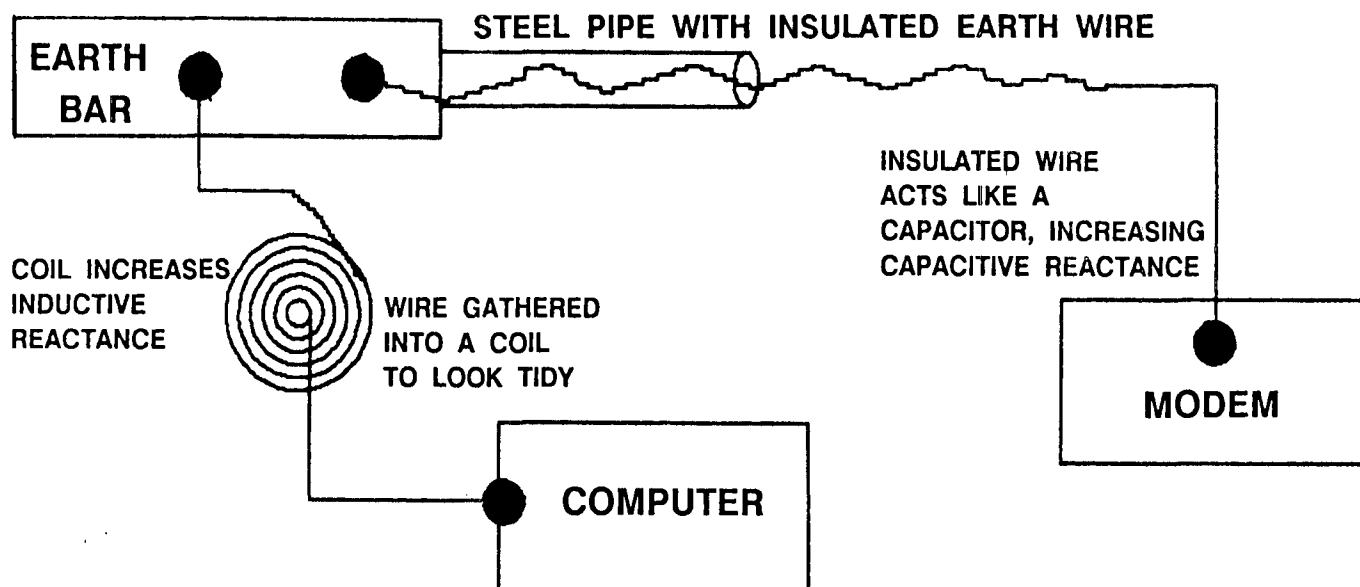 STEEL PIPE WITH INSULATED EARTH WIRE
EARTH
BAR
INSULATED WIRE
ACTS LIKE A
CAPACITOR, INCREASING
CAPACITIVE REACTANCE
COIL INCREASES
INDUCTIVE
REACTANCE
WIRE GATHERED
INTO A COIL
TO LOOK TIDY
MODEM
COMPUTER